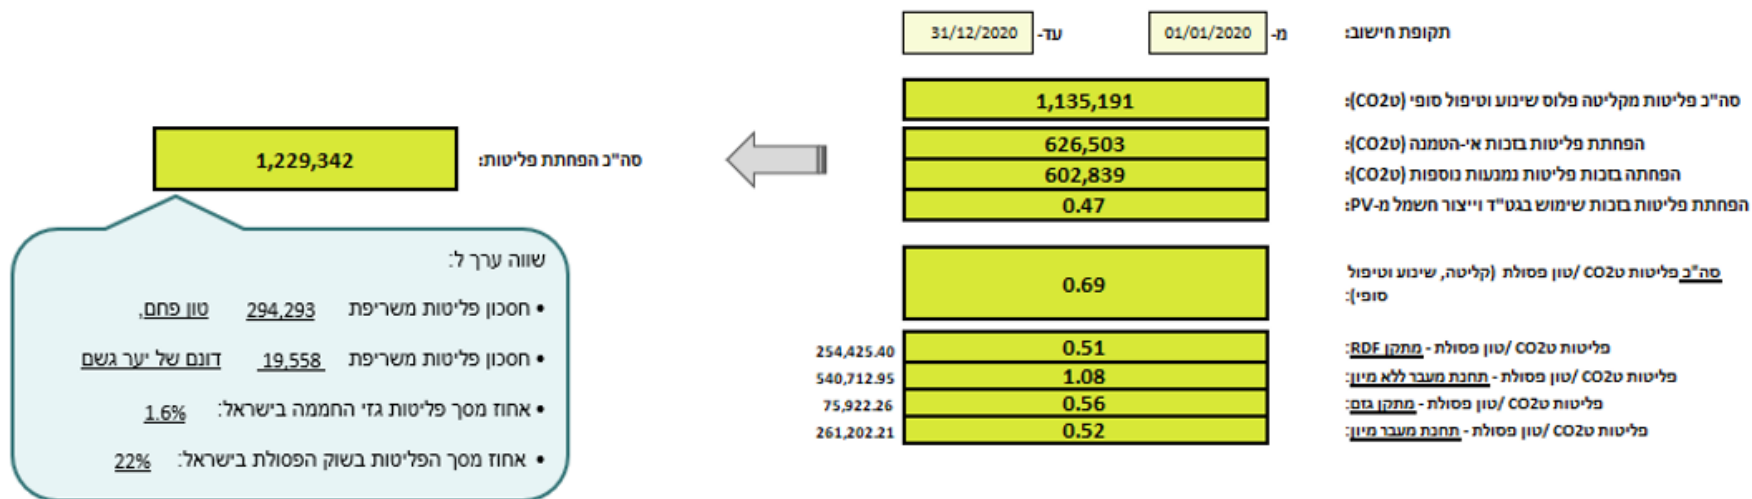 תקופת חישוב: מ- 01/01/2020 עד- 31/12/2020
סה"כ פליטות מקליטה פלוס שינוע וטיפול סופי (טCO2): 1,135,191
הפחתת פליטות בזכות אי-הטמנה (טCO2): 626,503
הפחתה בזכות פליטות נמנעות נוספות (טCO2): 602,839
הפחתת פליטות בזכות שימוש בגט"ד וייצור חשמל מ-PV: 0.47
סה"כ פליטות טCO2 /טון פסולת (קליטה, שינוע וטיפול
סופי): 0.69
פליטות טCO2 /טון פסולת - מתקן RDF: 0.51 254,425.40
פליטות טCO2 /טון פסולת - תחנת מעבר ללא מיון: 1.08 540,712.95
פליטות טCO2 /טון פסולת - מתקן גזם: 0.56 75,922.26
פליטות טCO2 /טון פסולת - תחנת מעבר מיון: 0.52 261,202.21
סה"כ הפחתת פליטות: 1,229,342
שווה ערך ל:
• חסכון פליטות משריפת 294,293 טון פחם,
• חסכון פליטות משריפת 19,558 דונם של יער גשם
• אחוז מסך פליטות גזי החממה בישראל: 1.6%
• אחוז מסך הפליטות בשוק הפסולת בישראל: 22%